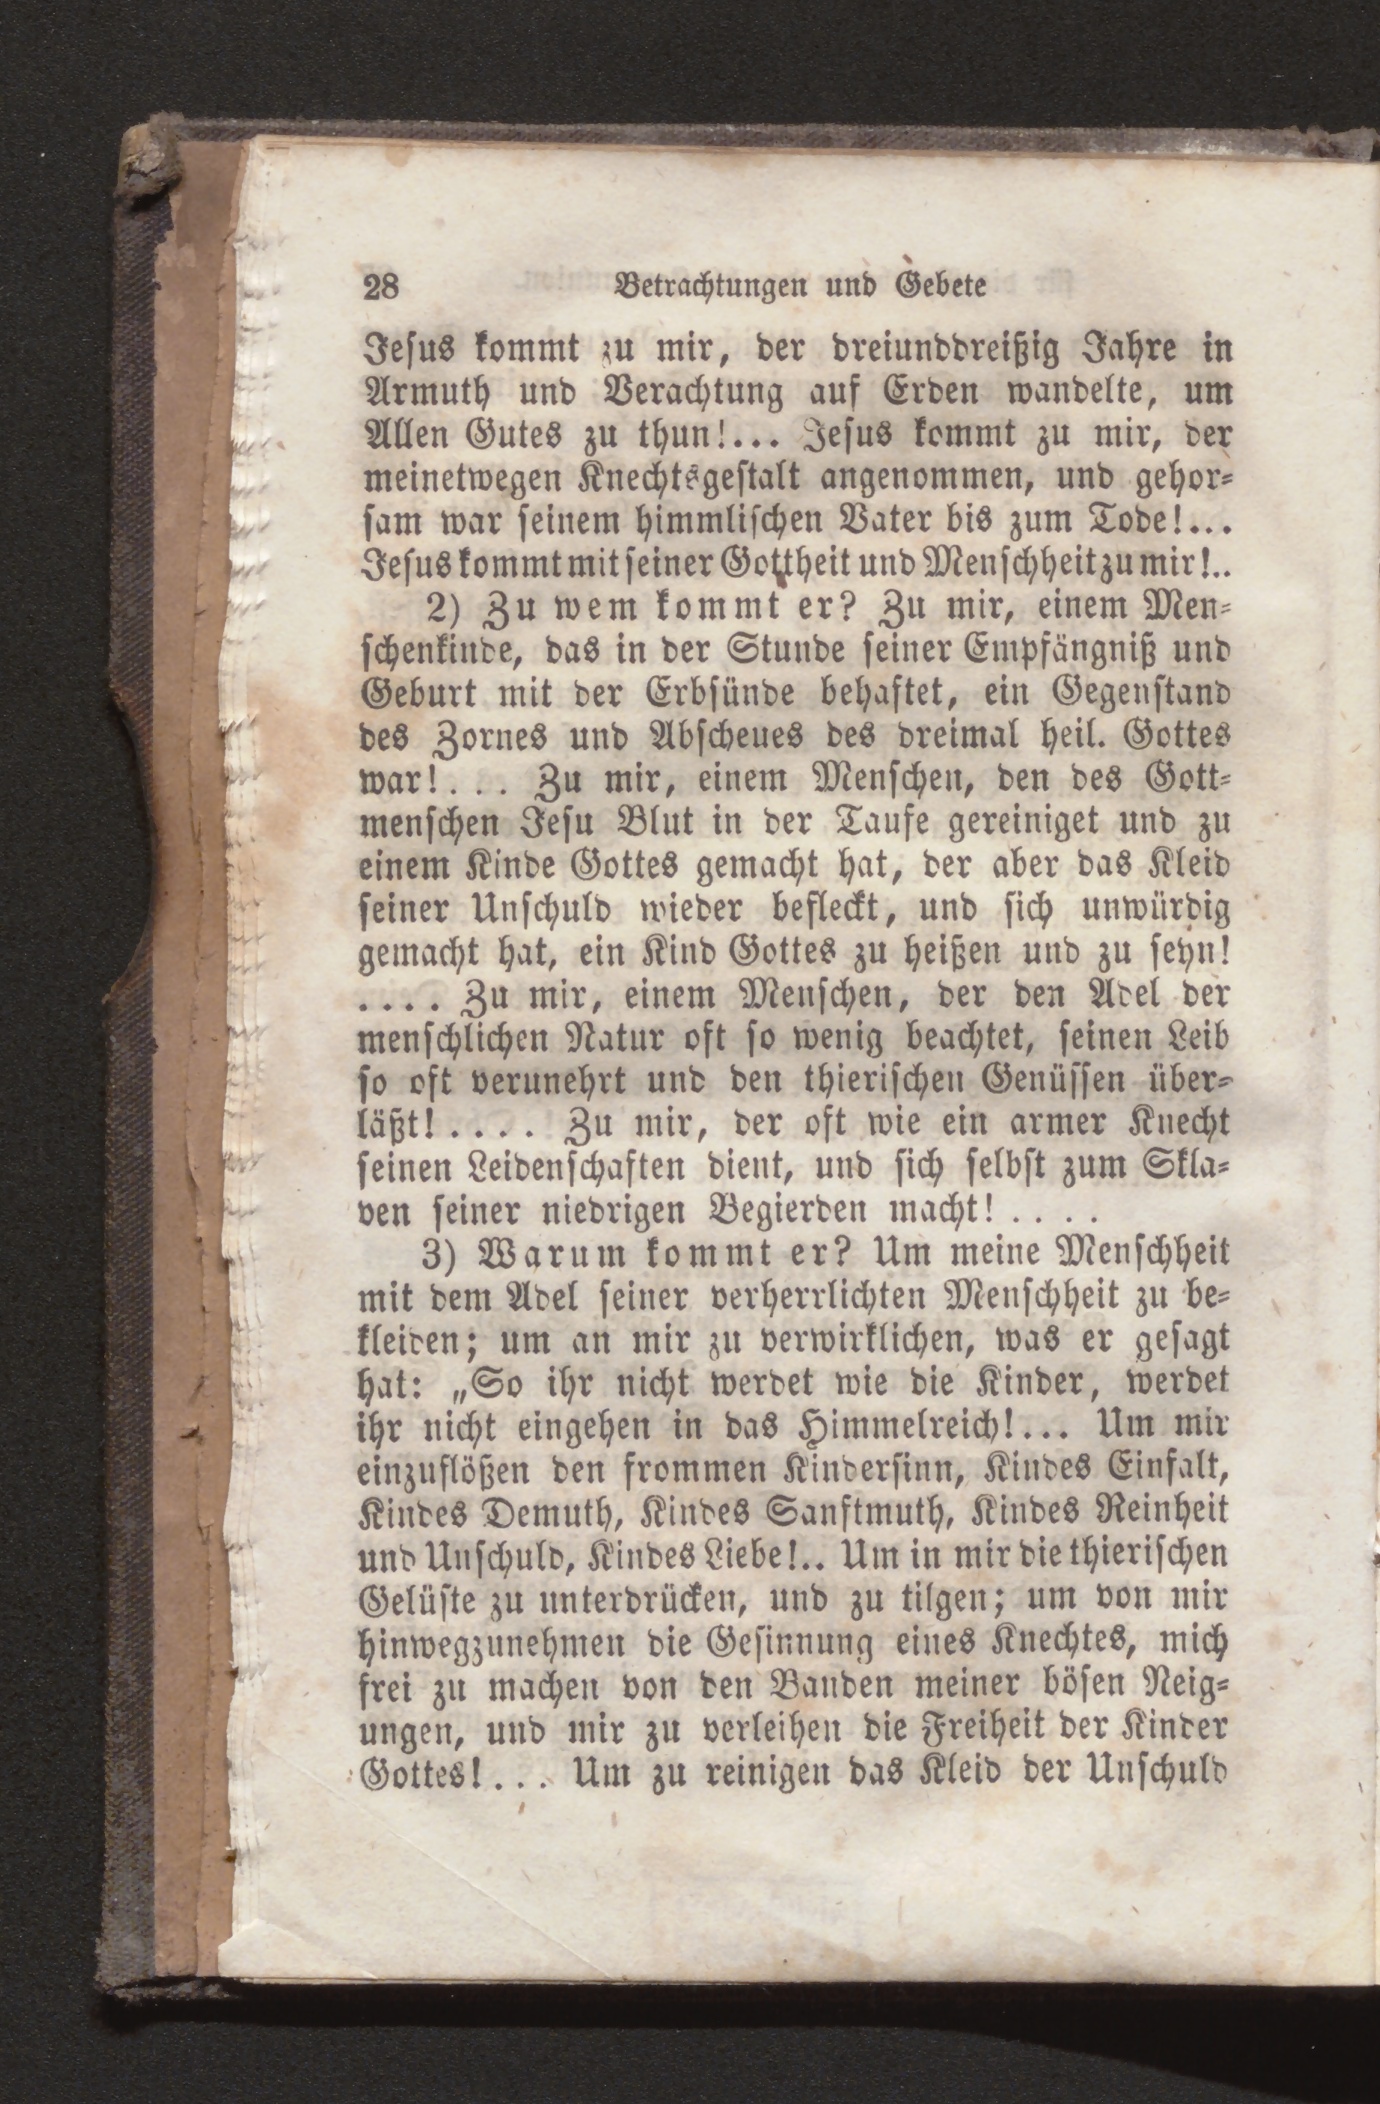 28 Betrachtungen und Gebete
Jesus kommt zu mir, der dreiunddreißig Jahre in
Armuth und Verachtung auf Erden wandelte, um
Allen Gutes zu thun!... Jesus kommt zu mir, der
meinetwegen Knechtsgestalt angenommen, und gehor-
sam war seinem himmlischen Vater bis zum Tode!...
Jesus kommt mit seiner Gottheit und Menschheit zu mir!..
2) Zu wem kommt er? Zu mir, einem Men-
schenkinde, das in der Stunde seiner Empfängniß und
Geburt mit der Erbsünde behaftet, ein Gegenstand
des Zornes und Abscheues des dreimal heil. Gottes
war!... Zu mir, einem Menschen, den des Gott-
menschen Jesu Blut in der Taufe gereiniget und zu
einem Kinde Gottes gemacht hat, der aber das Kleid
seiner Unschuld wieder befleckt, und sich unwürdig
gemacht hat, ein Kind Gottes zu heißen und zu seyn!
.... Zu mir, einem Menschen, der den Adel der
menschlichen Natur oft so wenig beachtet, seinen Leib
so oft verunehrt und den thierischen Genüssen über-
läßt!.... Zu mir, der oft wie ein armer Knecht
seinen Leidenschaften dient, und sich selbst zum Skla-
ven seiner niedrigen Begierden macht!....
3) Warum kommt er? Um meine Menschheit
mit dem Adel seiner verherrlichten Menschheit zu be-
kleiden; um an mir zu verwirklichen, was er gesagt
hat: „So ihr nicht werdet wie die Kinder, werdet
ihr nicht eingehen in das Himmelreich!... Um mir
einzuflößen den frommen Kindersinn, Kindes Einfalt,
Kindes Demuth, Kindes Sanftmuth, Kindes Reinheit
und Unschuld, Kindes Liebe!.. Um in mir die thierischen
Gelüste zu unterdrücken, und zu tilgen; um von mir
hinwegzunehmen die Gesinnung eines Knechtes, mich
frei zu machen von den Banden meiner bösen Neig-
ungen, und mir zu verleihen die Freiheit der Kinder
Gottes!... Um zu reinigen das Kleid der Unschuld